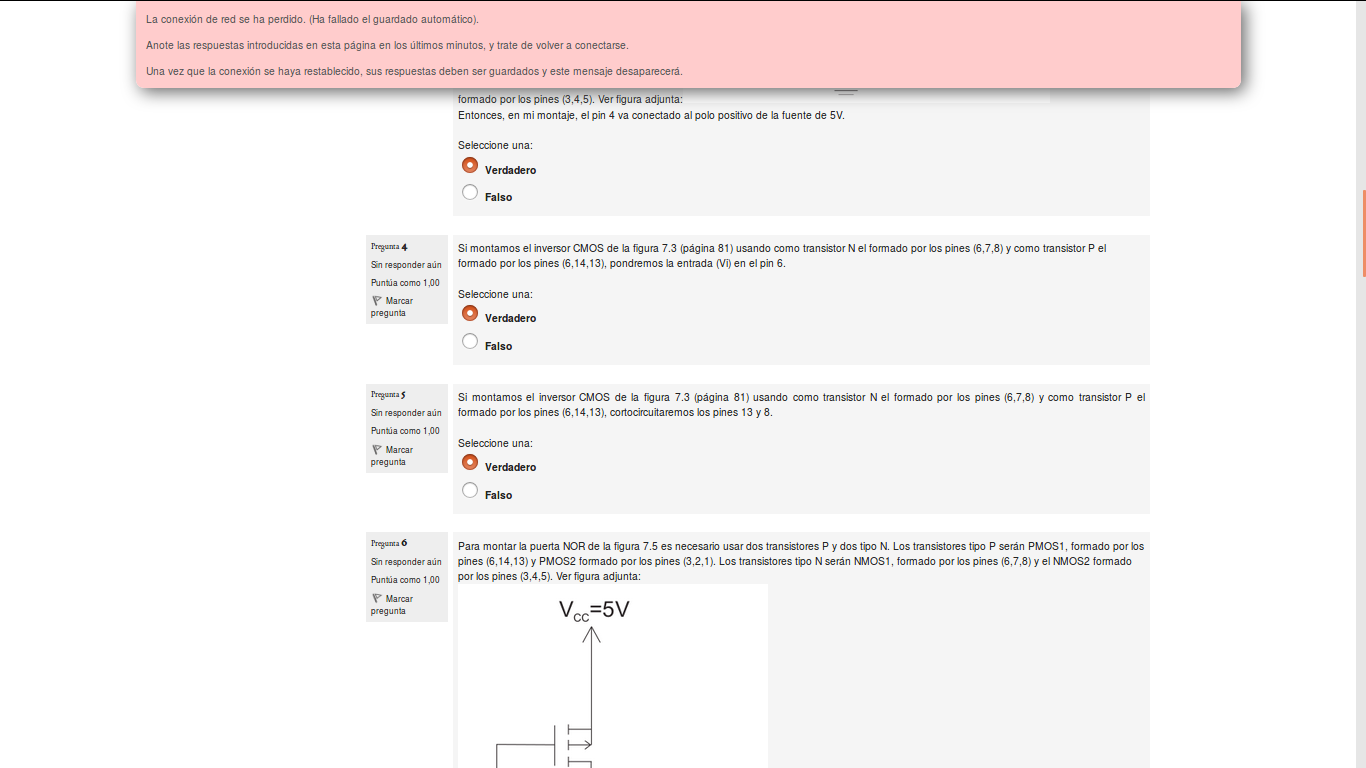 La conexión de red se ha perdido. (Ha fallado el guardado automático).
Anote las respuestas introducidas en esta página en los últimos minutos, y trate de volver a conectarse.
Una vez que la conexión se haya restablecido, sus respuestas deben ser guardados y este mensaje desaparecerá.
formado por los pines (3,4,5). Ver figura adjunta:
Entonces, en mi montaje, el pin 4 va conectado al polo positivo de la fuente de 5V.
Seleccione una:
Verdadero
Falso
Pregunta 4
Sin responder aún
Puntúa como 1,00
Marcar
pregunta
Si montamos el inversor CMOS de la figura 7.3 (página 81) usando como transistor N el formado por los pines (6,7,8) y como transistor P el
formado por los pines (6,14,13), pondremos la entrada (Vi) en el pin 6.
Seleccione una:
Verdadero
Falso
Pregunta 5
Sin responder aún
Puntúa como 1,00
Marcar
pregunta
Si montamos el inversor CMOS de la figura 7.3 (página 81) usando como transistor N el formado por los pines (6,7,8) y como transistor P el
formado por los pines (6,14,13), cortocircuitaremos los pines 13 y 8.
Seleccione una:
Verdadero
Falso
Pregunta 6
Sin responder aún
Puntúa como 1,00
Marcar
pregunta
Para montar la puerta NOR de la figura 7.5 es necesario usar dos transistores P y dos tipo N. Los transistores tipo P serán PMOS1, formado por los
pines (6,14,13) y PMOS2 formado por los pines (3,2,1). Los transistores tipo N serán NMOS1, formado por los pines (6,7,8) y el NMOS2 formado
por los pines (3,4,5). Ver figura adjunta:
Vcc=5V